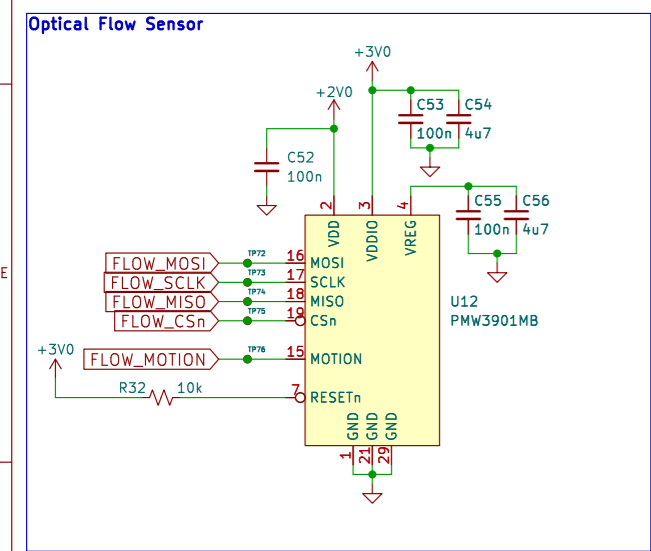 Optical Flow Sensor
+3V0
+2V0
C53
100n
C54
4u7
C52
100n
2
3
4
VDD
VDDIO
VREG
C55
100n
C56
4u7
FLOW_MOSI
TP72
16
MOSI
FLOW_SCLK
TP73
17
SCLK
FLOW_MISO
TP74
18
MISO
FLOW_CSn
TP75
19
CSn
U12
PMW3901MB
+3V0
FLOW_MOTION
TP76
15
MOTION
R32
10k
7
RESETn
GND
GND
GND
1
21
29
E